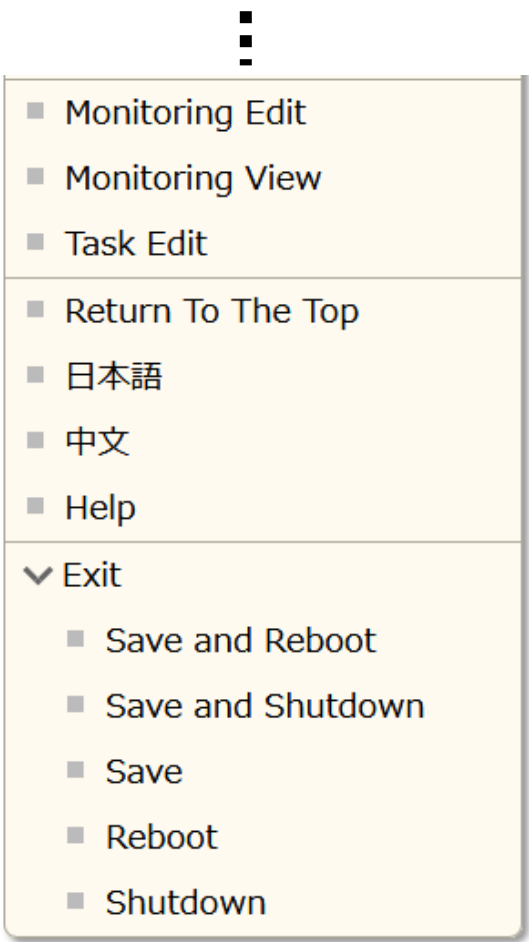 Monitoring Edit
Monitoring View
Task Edit
Return To The Top
日本語
中文
Help
Exit
Save and Reboot
Save and Shutdown
Save
Reboot
Shutdown